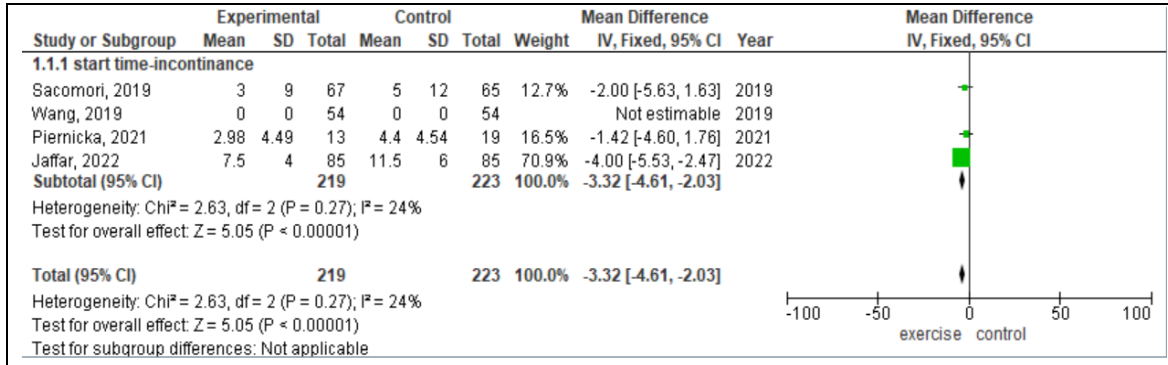 Experimental Control Mean Difference Mean Difference
Study or Subgroup Mean SD Total Mean SD Total Weight IV, Fixed, 95% CI Year IV, Fixed, 95% CI
1.1.1 start time-incontinance
Sacomori, 2019 3 9 67 5 12 65 12.7% -2.00 [-5.63, 1.63] 2019
Wang, 2019 0 0 54 0 0 54 Not estimable 2019
Piernicka, 2021 2.98 4.49 13 4.4 4.54 19 16.5% -1.42 [-4.60, 1.76] 2021
Jaffar, 2022 7.5 4 85 11.5 6 85 70.9% -4.00 [-5.53, -2.47] 2022
Subtotal (95% CI) 219 223 100.0% -3.32 [-4.61, -2.03]
Heterogeneity: Chi² = 2.63, df = 2 (P = 0.27); I² = 24%
Test for overall effect: Z = 5.05 (P < 0.00001)
Total (95% CI) 219 223 100.0% -3.32 [-4.61, -2.03]
Heterogeneity: Chi² = 2.63, df = 2 (P = 0.27); I² = 24%
Test for overall effect: Z = 5.05 (P < 0.00001)
Test for subgroup differences: Not applicable
-100 -50 0 50 100
exercise control